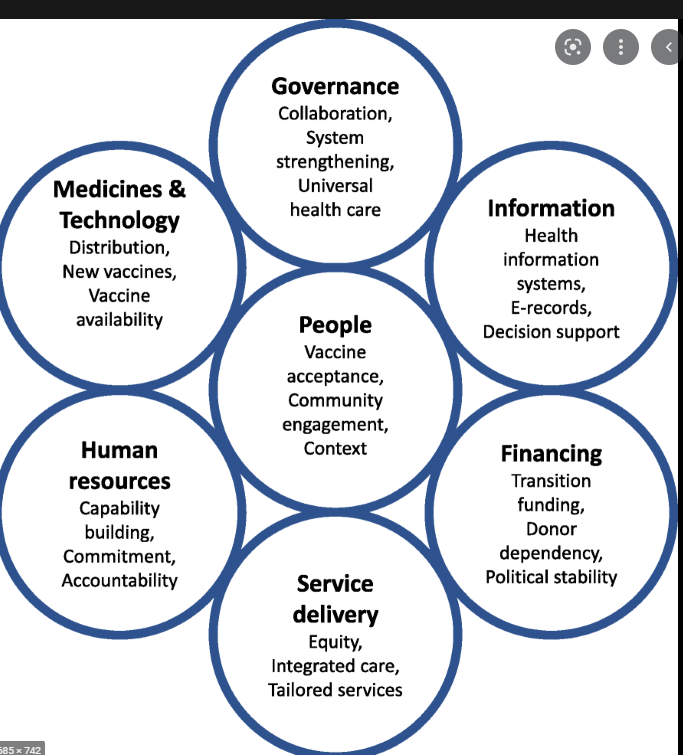 Governance
Collaboration,
System
strengthening,
Universal
health care
Medicines &
Technology
Distribution,
New vaccines,
Vaccine
availability
Information
Health
information
systems,
E-records,
Decision support
People
Vaccine
acceptance,
Community
engagement,
Context
Human
resources
Capability
building,
Commitment,
Accountability
Financing
Transition
funding,
Donor
dependency,
Political stability
Service
delivery
Equity,
Integrated care,
Tailored services
585 × 742